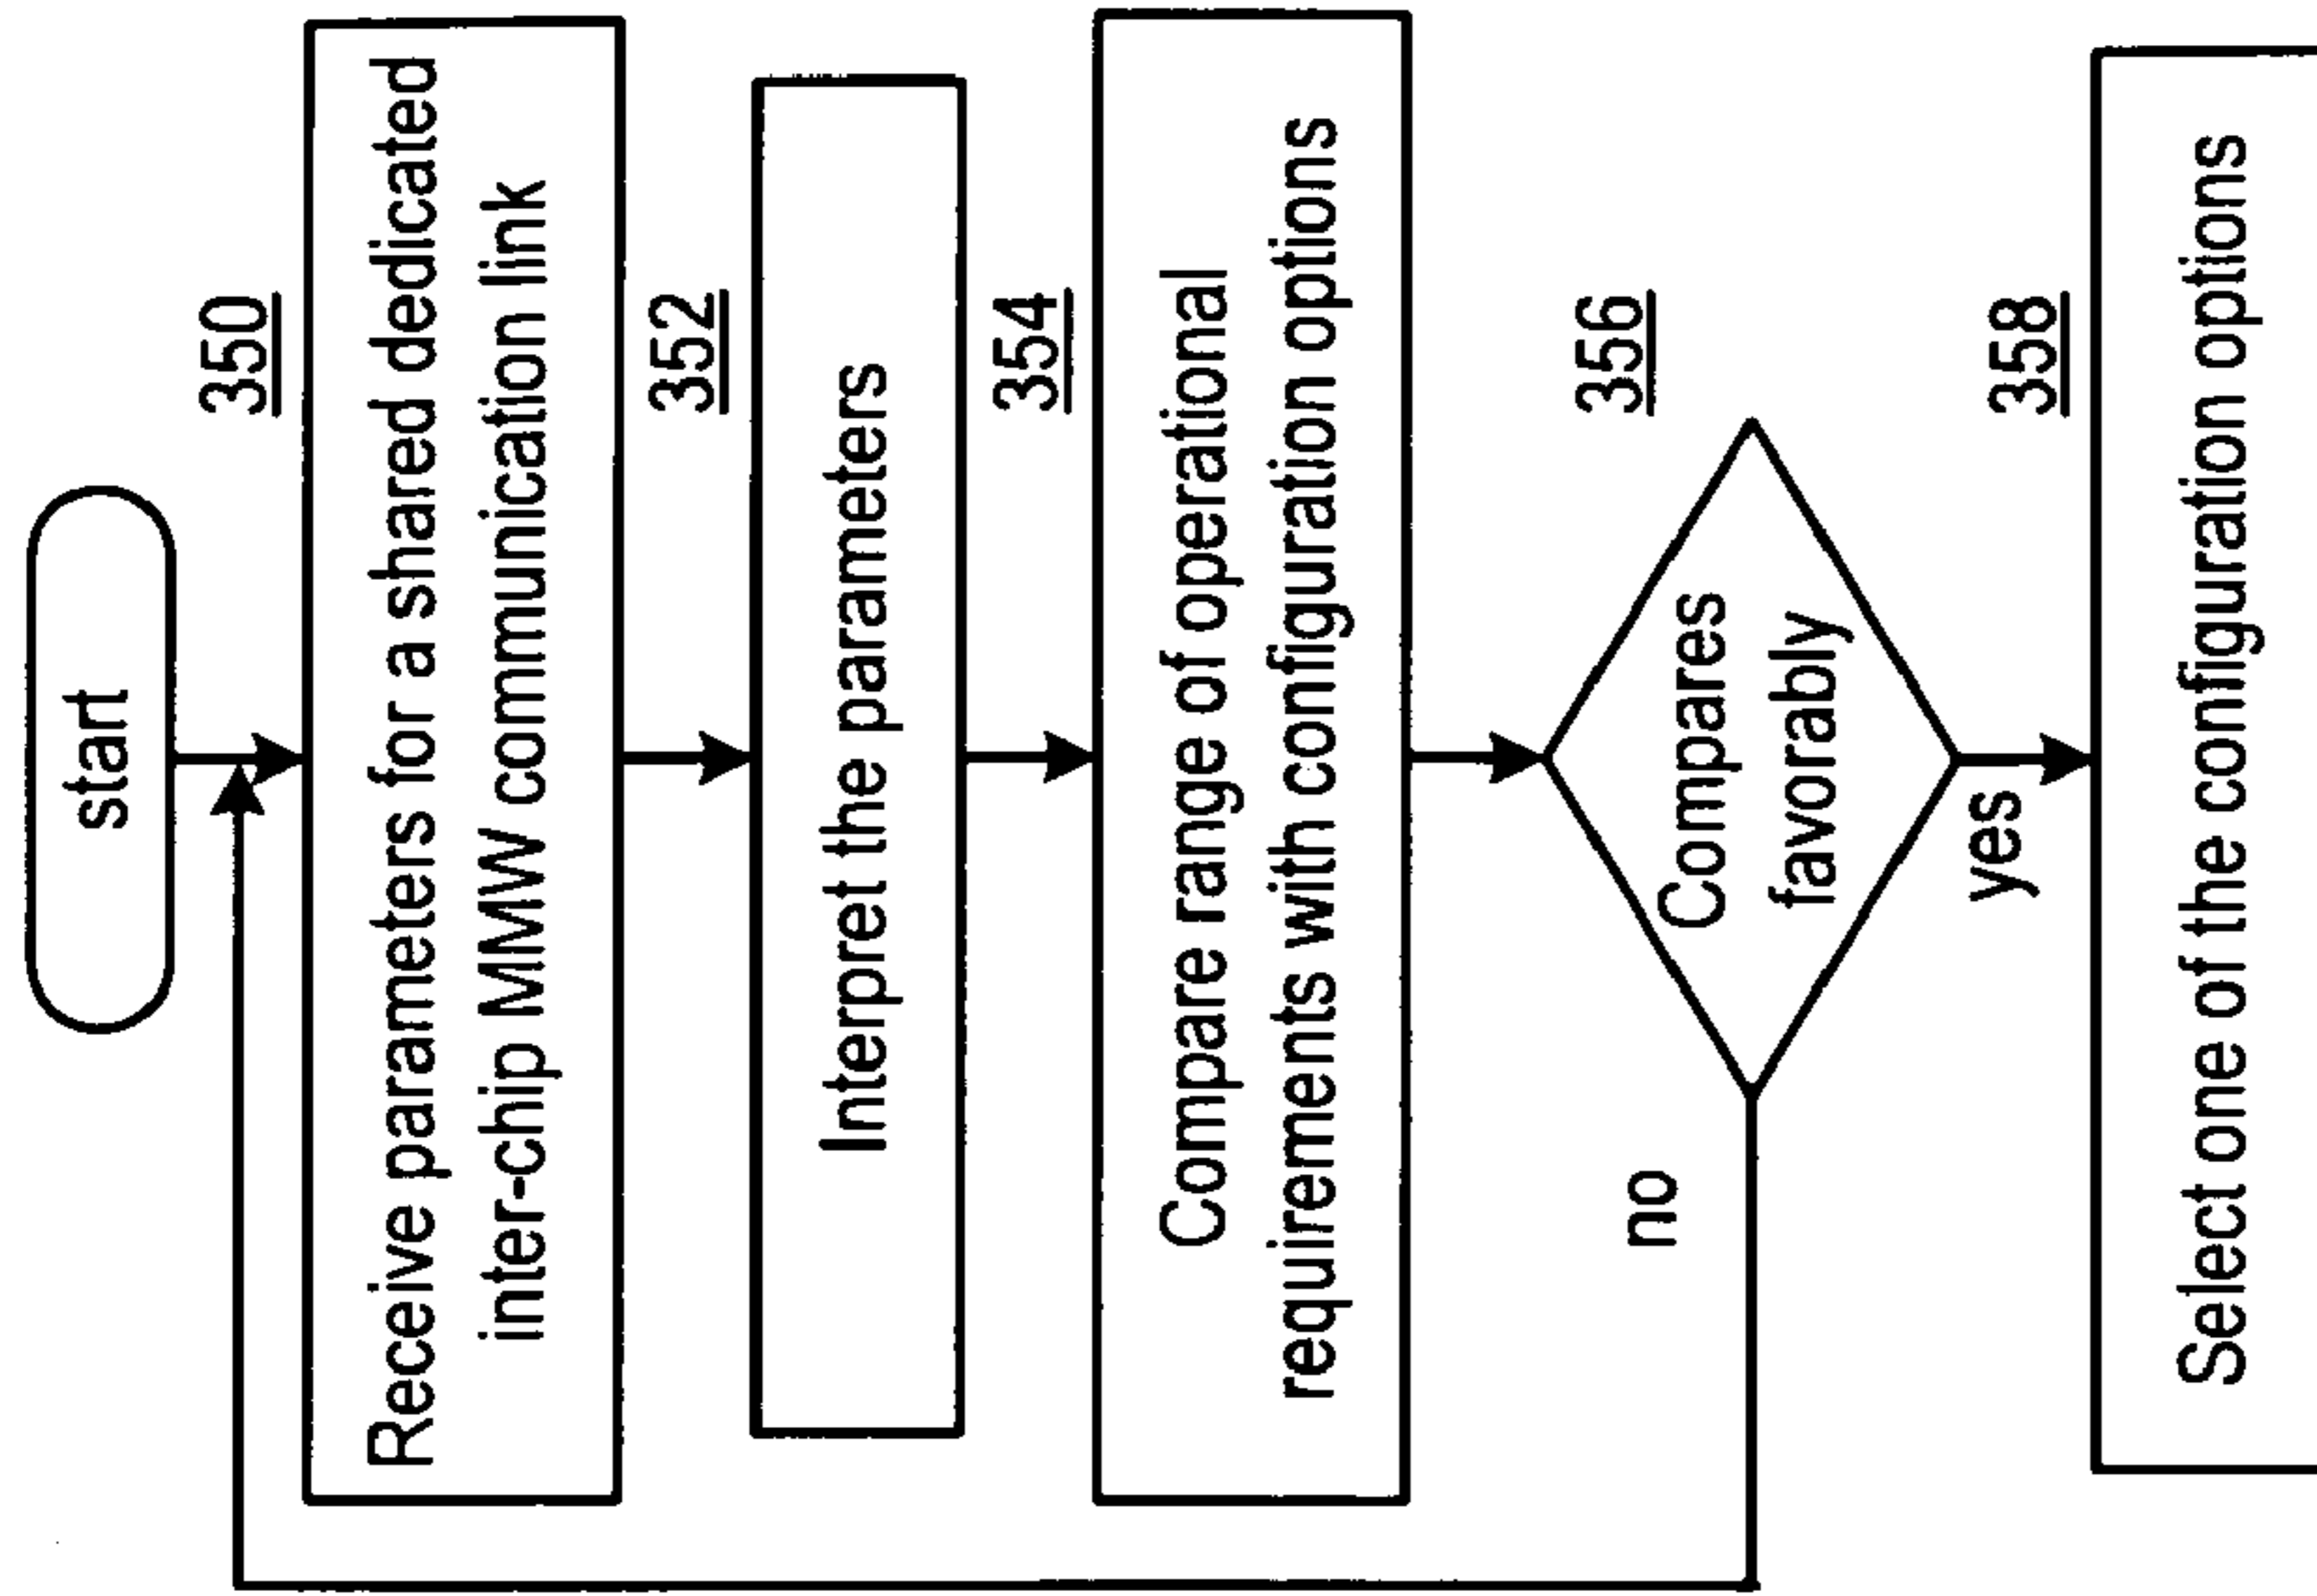 start
350
Receive parameters for a shared dedicated
inter-chip MMW communication link
352
Interpret the parameters
354
Compare range of operational
requirements with configuration options
356
Compares
favorably
no
yes
358
Select one of the configuration options